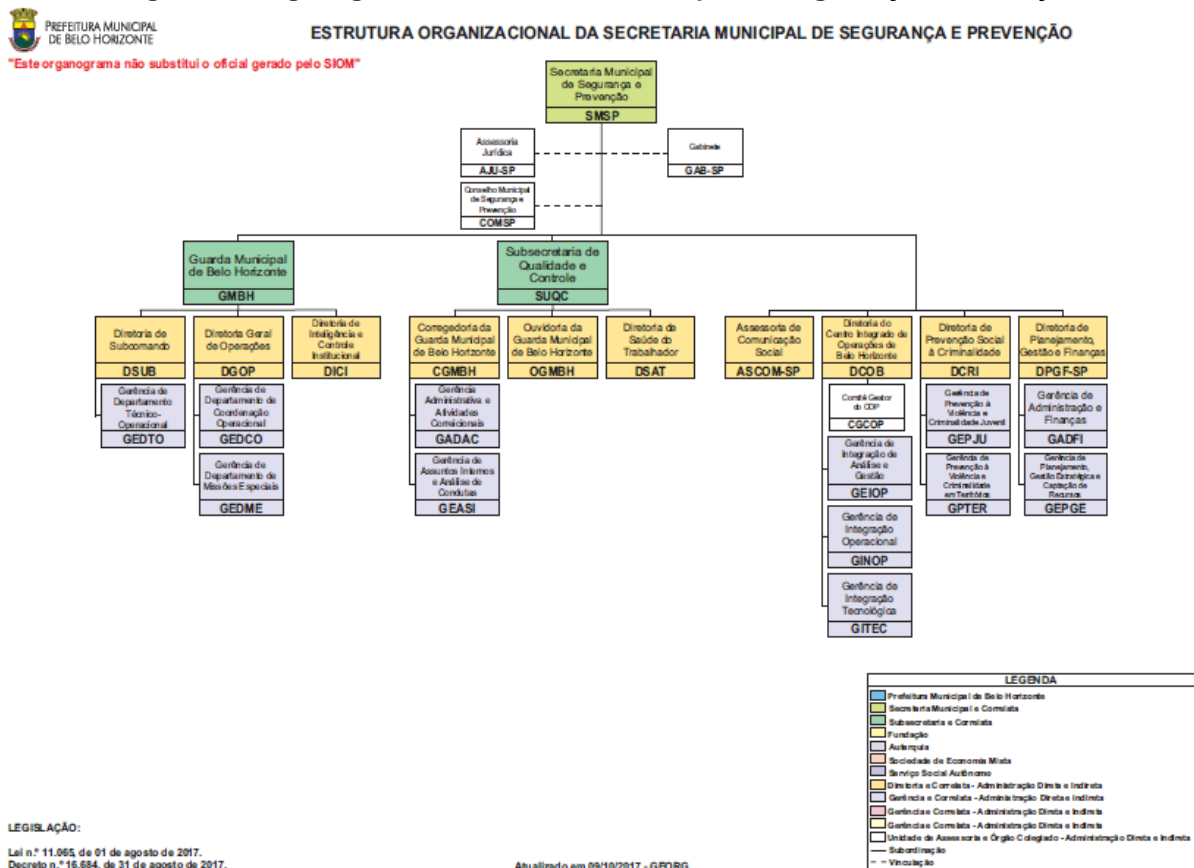 PREFEITURA MUNICIPAL
DE BELO HORIZONTE
ESTRUTURA ORGANIZACIONAL DA SECRETARIA MUNICIPAL DE SEGURANÇA E PREVENÇÃO
"Este organograma não substitui o oficial gerado pelo SIOM"
Secretaria Municipal
de Segurança e
Prevenção
SMSP
Assessoria
Jurídica
AJU-SP
Gabinete
GAB-SP
Conselho Municipal
de Segurança e
Prevenção
COMSP
Guarda Municipal
de Belo Horizonte
GMBH
Subsecretaria de
Qualidade e
Controle
SUQC
Diretoria de
Subcomando
DSUB
Diretoria Geral
de Operações
DGOP
Diretoria de
Inteligência e
Controle
Institucional
DICI
Corregedoria da
Guarda Municipal
de Belo Horizonte
CGMBH
Ouvidoria da
Guarda Municipal
de Belo Horizonte
OGMBH
Diretoria de
Saúde do
Trabalhador
DSAT
Assessoria de
Comunicação
Social
ASCOM-SP
Diretoria do
Centro Integrado de
Operações de
Belo Horizonte
DCOB
Diretoria de
Prevenção Social
à Criminalidade
DCRI
Diretoria de
Planejamento,
Gestão e Finanças
DPGF-SP
Gerência de
Departamento
Técnico-
Operacional
GEDTO
Gerência de
Departamento de
Coordenação
Operacional
GEDCO
Gerência de
Departamento de
Missões Especiais
GEDME
Gerência
Administrativa e
Atividades
Correicionais
GADAC
Gerência de
Assuntos Internos
e Análise de
Condutas
GEASI
Comitê Gestor
do COP
CGCOP
Gerência de
Integração de
Análise e
Gestão
GEIOP
Gerência de
Integração
Operacional
GINOP
Gerência de
Integração
Tecnológica
GITEC
Gerência de
Prevenção à
Violência e
Criminalidade Juvenil
GEPJU
Gerência de
Prevenção à
Violência e
Criminalidade
em Territórios
GPTER
Gerência de
Administração e
Finanças
GADFI
Gerência de
Planejamento,
Gestão Estratégica e
Captação de
Recursos
GEPGE
LEGENDA
Prefeitura Municipal de Belo Horizonte
Secretaria Municipal e Correlata
Subsecretaria e Correlata
Fundação
Autarquia
Sociedade de Economia Mista
Serviço Social Autônomo
Diretoria e Correlata - Administração Direta e Indireta
Gerência e Correlata - Administração Direta e Indireta
Gerência e Correlata - Administração Direta e Indireta
Gerência e Correlata - Administração Direta e Indireta
Unidade de Assessoria e Órgão Colegiado - Administração Direta e Indireta
Subordinação
Vinculação
LEGISLAÇÃO:
Lei n.º 11.065, de 01 de agosto de 2017.
Decreto n.º 16.684, de 31 de agosto de 2017.
Atualizado em 09/10/2017 - GEORG